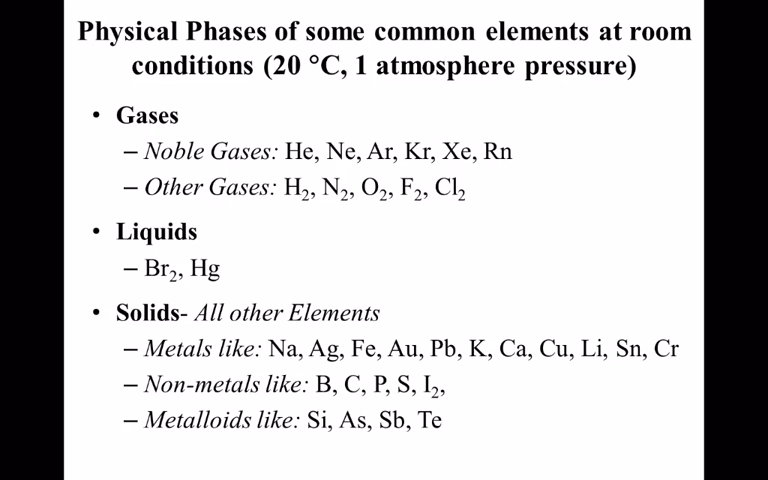 Physical Phases of some common elements at room
conditions (20 °C, 1 atmosphere pressure)
• Gases
– Noble Gases: He, Ne, Ar, Kr, Xe, Rn
– Other Gases: H₂, N₂, O₂, F₂, Cl₂
• Liquids
– Br₂, Hg
• Solids- All other Elements
– Metals like: Na, Ag, Fe, Au, Pb, K, Ca, Cu, Li, Sn, Cr
– Non-metals like: B, C, P, S, I₂,
– Metalloids like: Si, As, Sb, Te